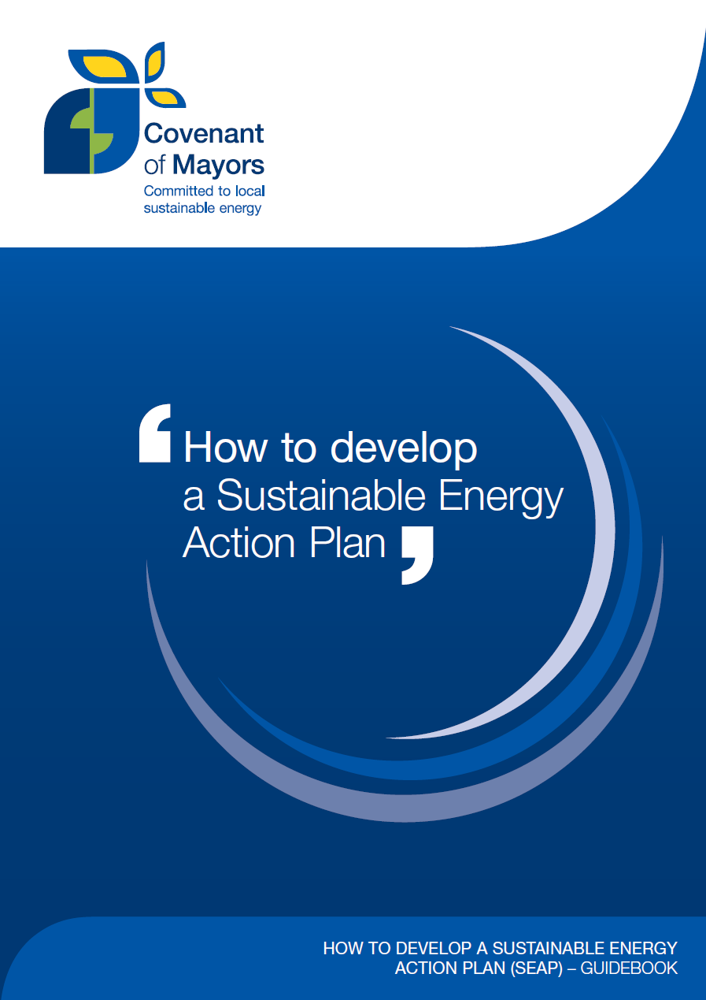 Covenant
of Mayors
Committed to local
sustainable energy
‘How to develop
a Sustainable Energy
Action Plan’
HOW TO DEVELOP A SUSTAINABLE ENERGY
ACTION PLAN (SEAP) – GUIDEBOOK